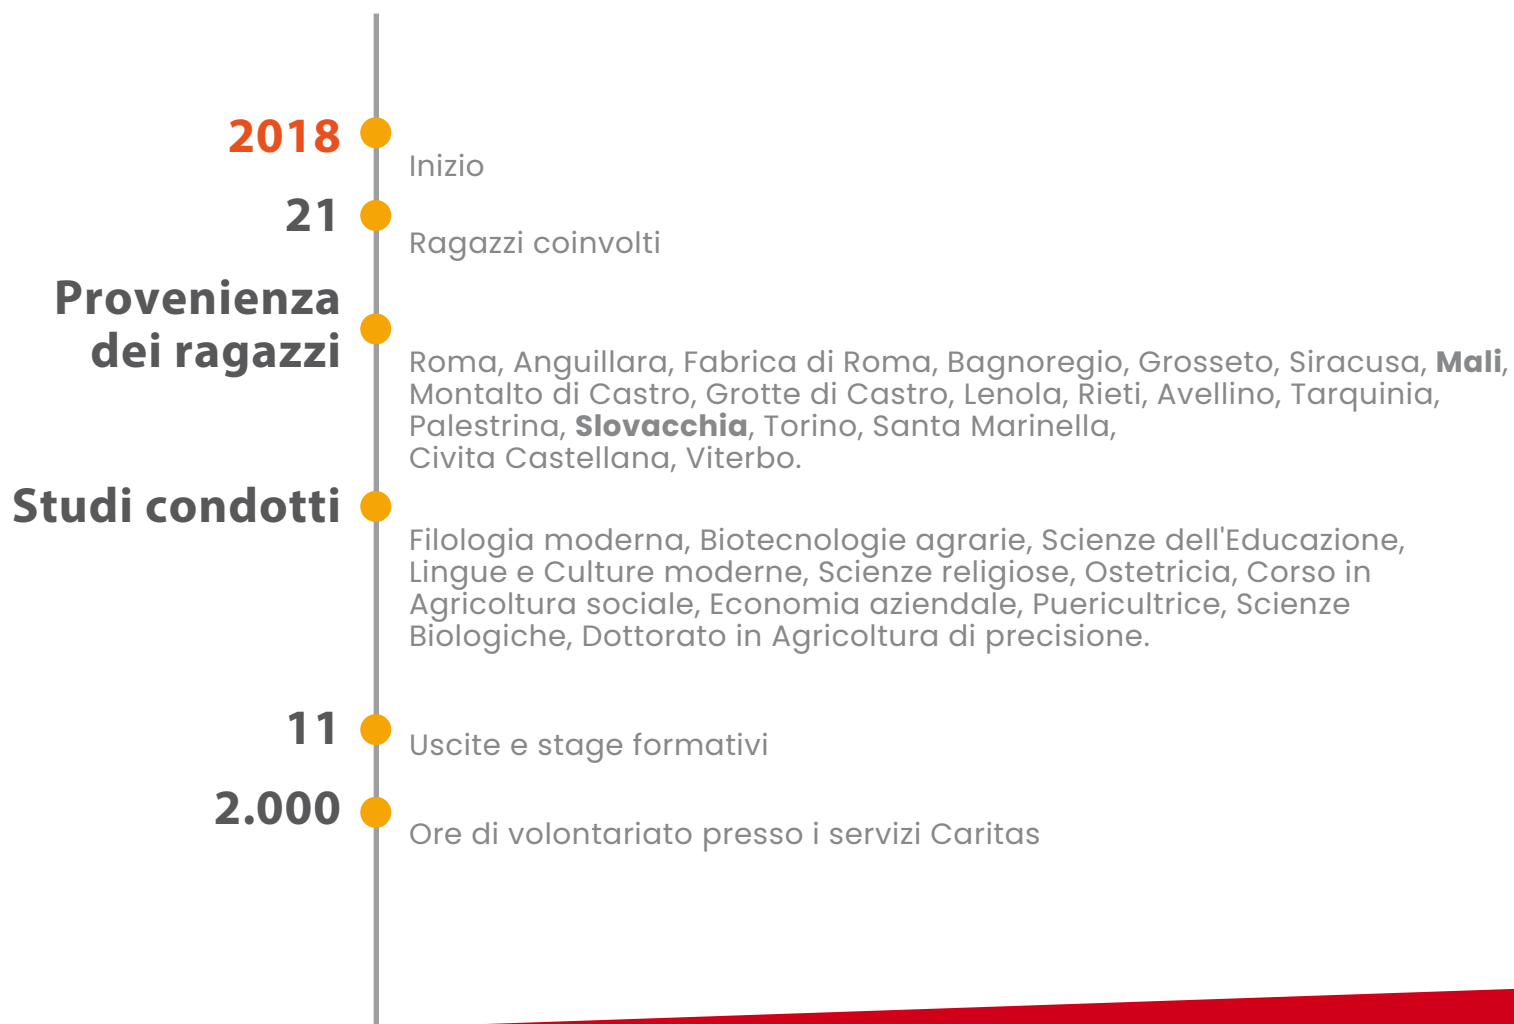 2018
Inizio
21
Ragazzi coinvolti
Provenienza
dei ragazzi
Roma, Anguillara, Fabrica di Roma, Bagnoregio, Grosseto, Siracusa, Mali,
Montalto di Castro, Grotte di Castro, Lenola, Rieti, Avellino, Tarquinia,
Palestrina, Slovacchia, Torino, Santa Marinella,
Civita Castellana, Viterbo.
Studi condotti
Filologia moderna, Biotecnologie agrarie, Scienze dell'Educazione,
Lingue e Culture moderne, Scienze religiose, Ostetricia, Corso in
Agricoltura sociale, Economia aziendale, Puericultrice, Scienze
Biologiche, Dottorato in Agricoltura di precisione.
11
Uscite e stage formativi
2.000
Ore di volontariato presso i servizi Caritas